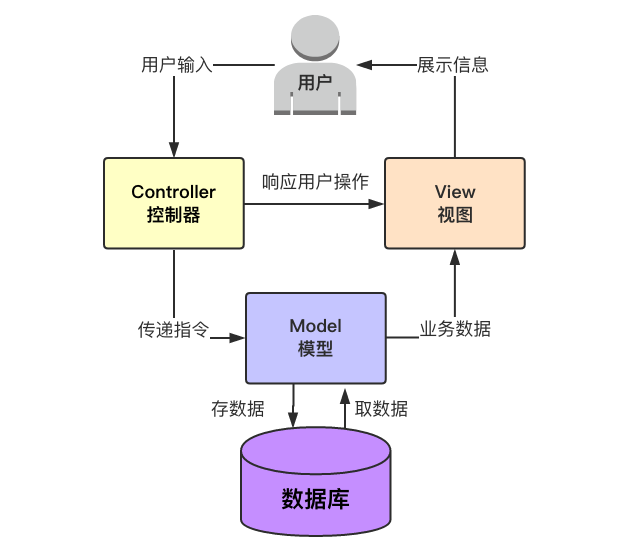 用户输入
展示信息
用户
Controller
控制器
响应用户操作
View
视图
传递指令
Model
模型
业务数据
存数据
取数据
数据库